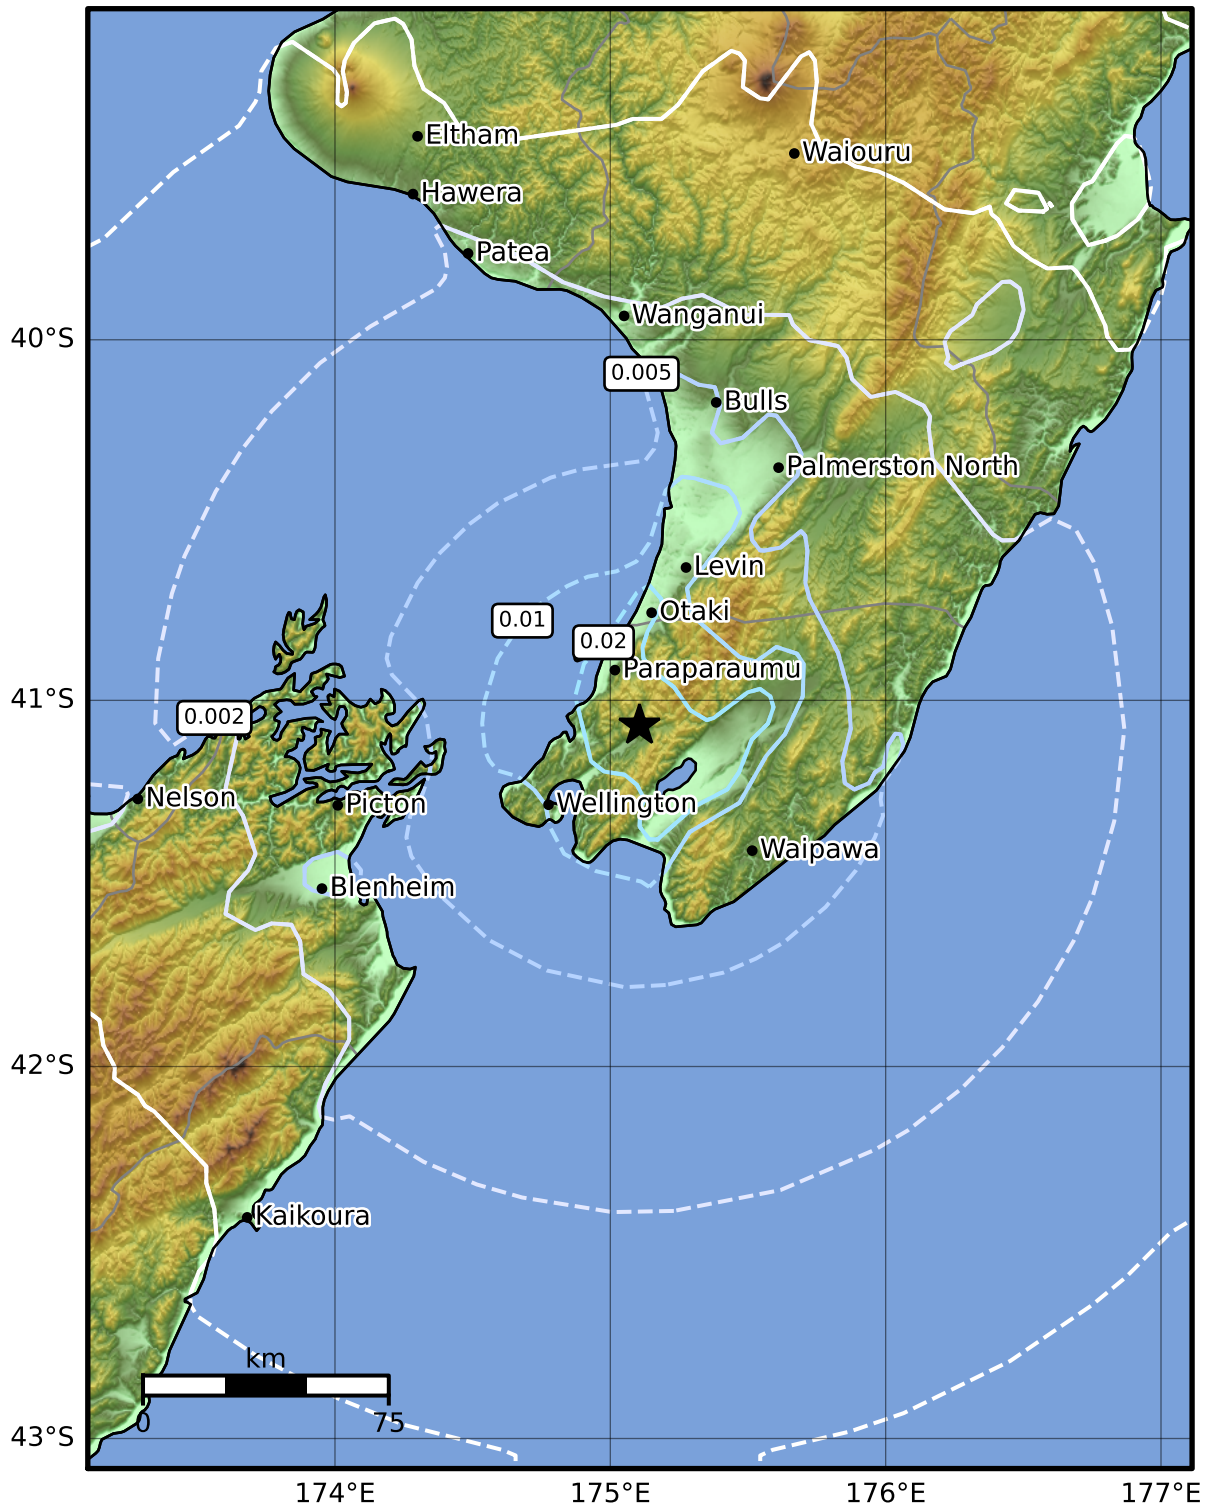 Eltham
Waiouru
Hawera
Patea
Wanganui
40°S
0.005
Bulls
Palmerston North
Levin
Otaki
0.01
0.02
Paraparaumu
41°S
0.002
Nelson
Picton
Wellington
Waipawa
Blenheim
42°S
Kaikoura
km
0
75
43°S
174°E
175°E
176°E
177°E